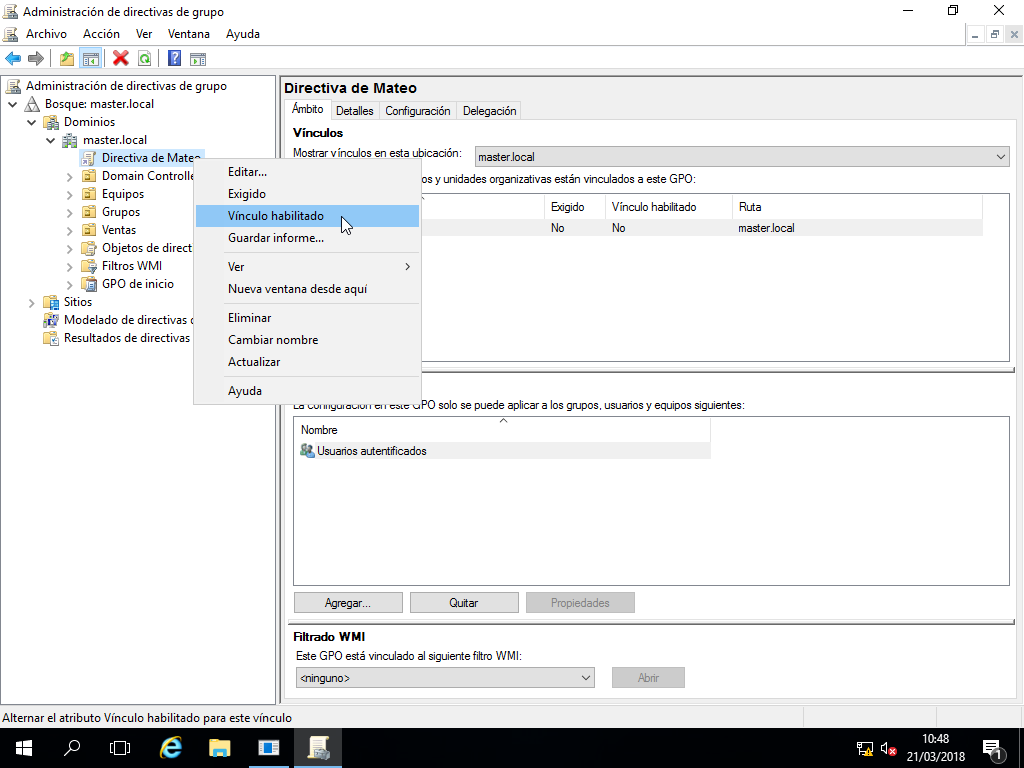 Administración de directivas de grupo
Archivo Acción Ver Ventana Ayuda
Administración de directivas de grupo
Bosque: master.local
Dominios
master.local
Directiva de Mateo
Domain Controlle
Equipos
Grupos
Ventas
Objetos de direct
Filtros WMI
GPO de inicio
Sitios
Modelado de directivas
Resultados de directivas
Editar...
Exigido
Vínculo habilitado
Guardar informe...
Ver
Nueva ventana desde aquí
Eliminar
Cambiar nombre
Actualizar
Ayuda
Directiva de Mateo
Ámbito Detalles Configuración Delegación
Vínculos
Mostrar vínculos en esta ubicación: master.local
os y unidades organizativas están vinculados a este GPO:
Exigido Vínculo habilitado Ruta
No No master.local
La configuración en este GPO solo se puede aplicar a los grupos, usuarios y equipos siguientes:
Nombre
Usuarios autentificados
Agregar... Quitar Propiedades
Filtrado WMI
Este GPO está vinculado al siguiente filtro WMI:
<ninguno> Abrir
Alternar el atributo Vínculo habilitado para este vínculo
10:48
21/03/2018
1